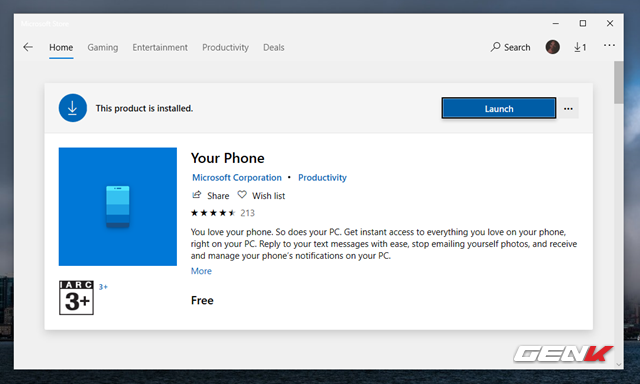 Microsoft Store
Home Gaming Entertainment Productivity Deals Search 1
This product is installed. Launch
Your Phone
Microsoft Corporation • Productivity
Share Wish list
213
You love your phone. So does your PC. Get instant access to everything you love on your phone,
right on your PC. Reply to your text messages with ease, stop emailing yourself photos, and receive
and manage your phone's notifications on your PC.
More
IARC
3+ 3+
Free
GENK